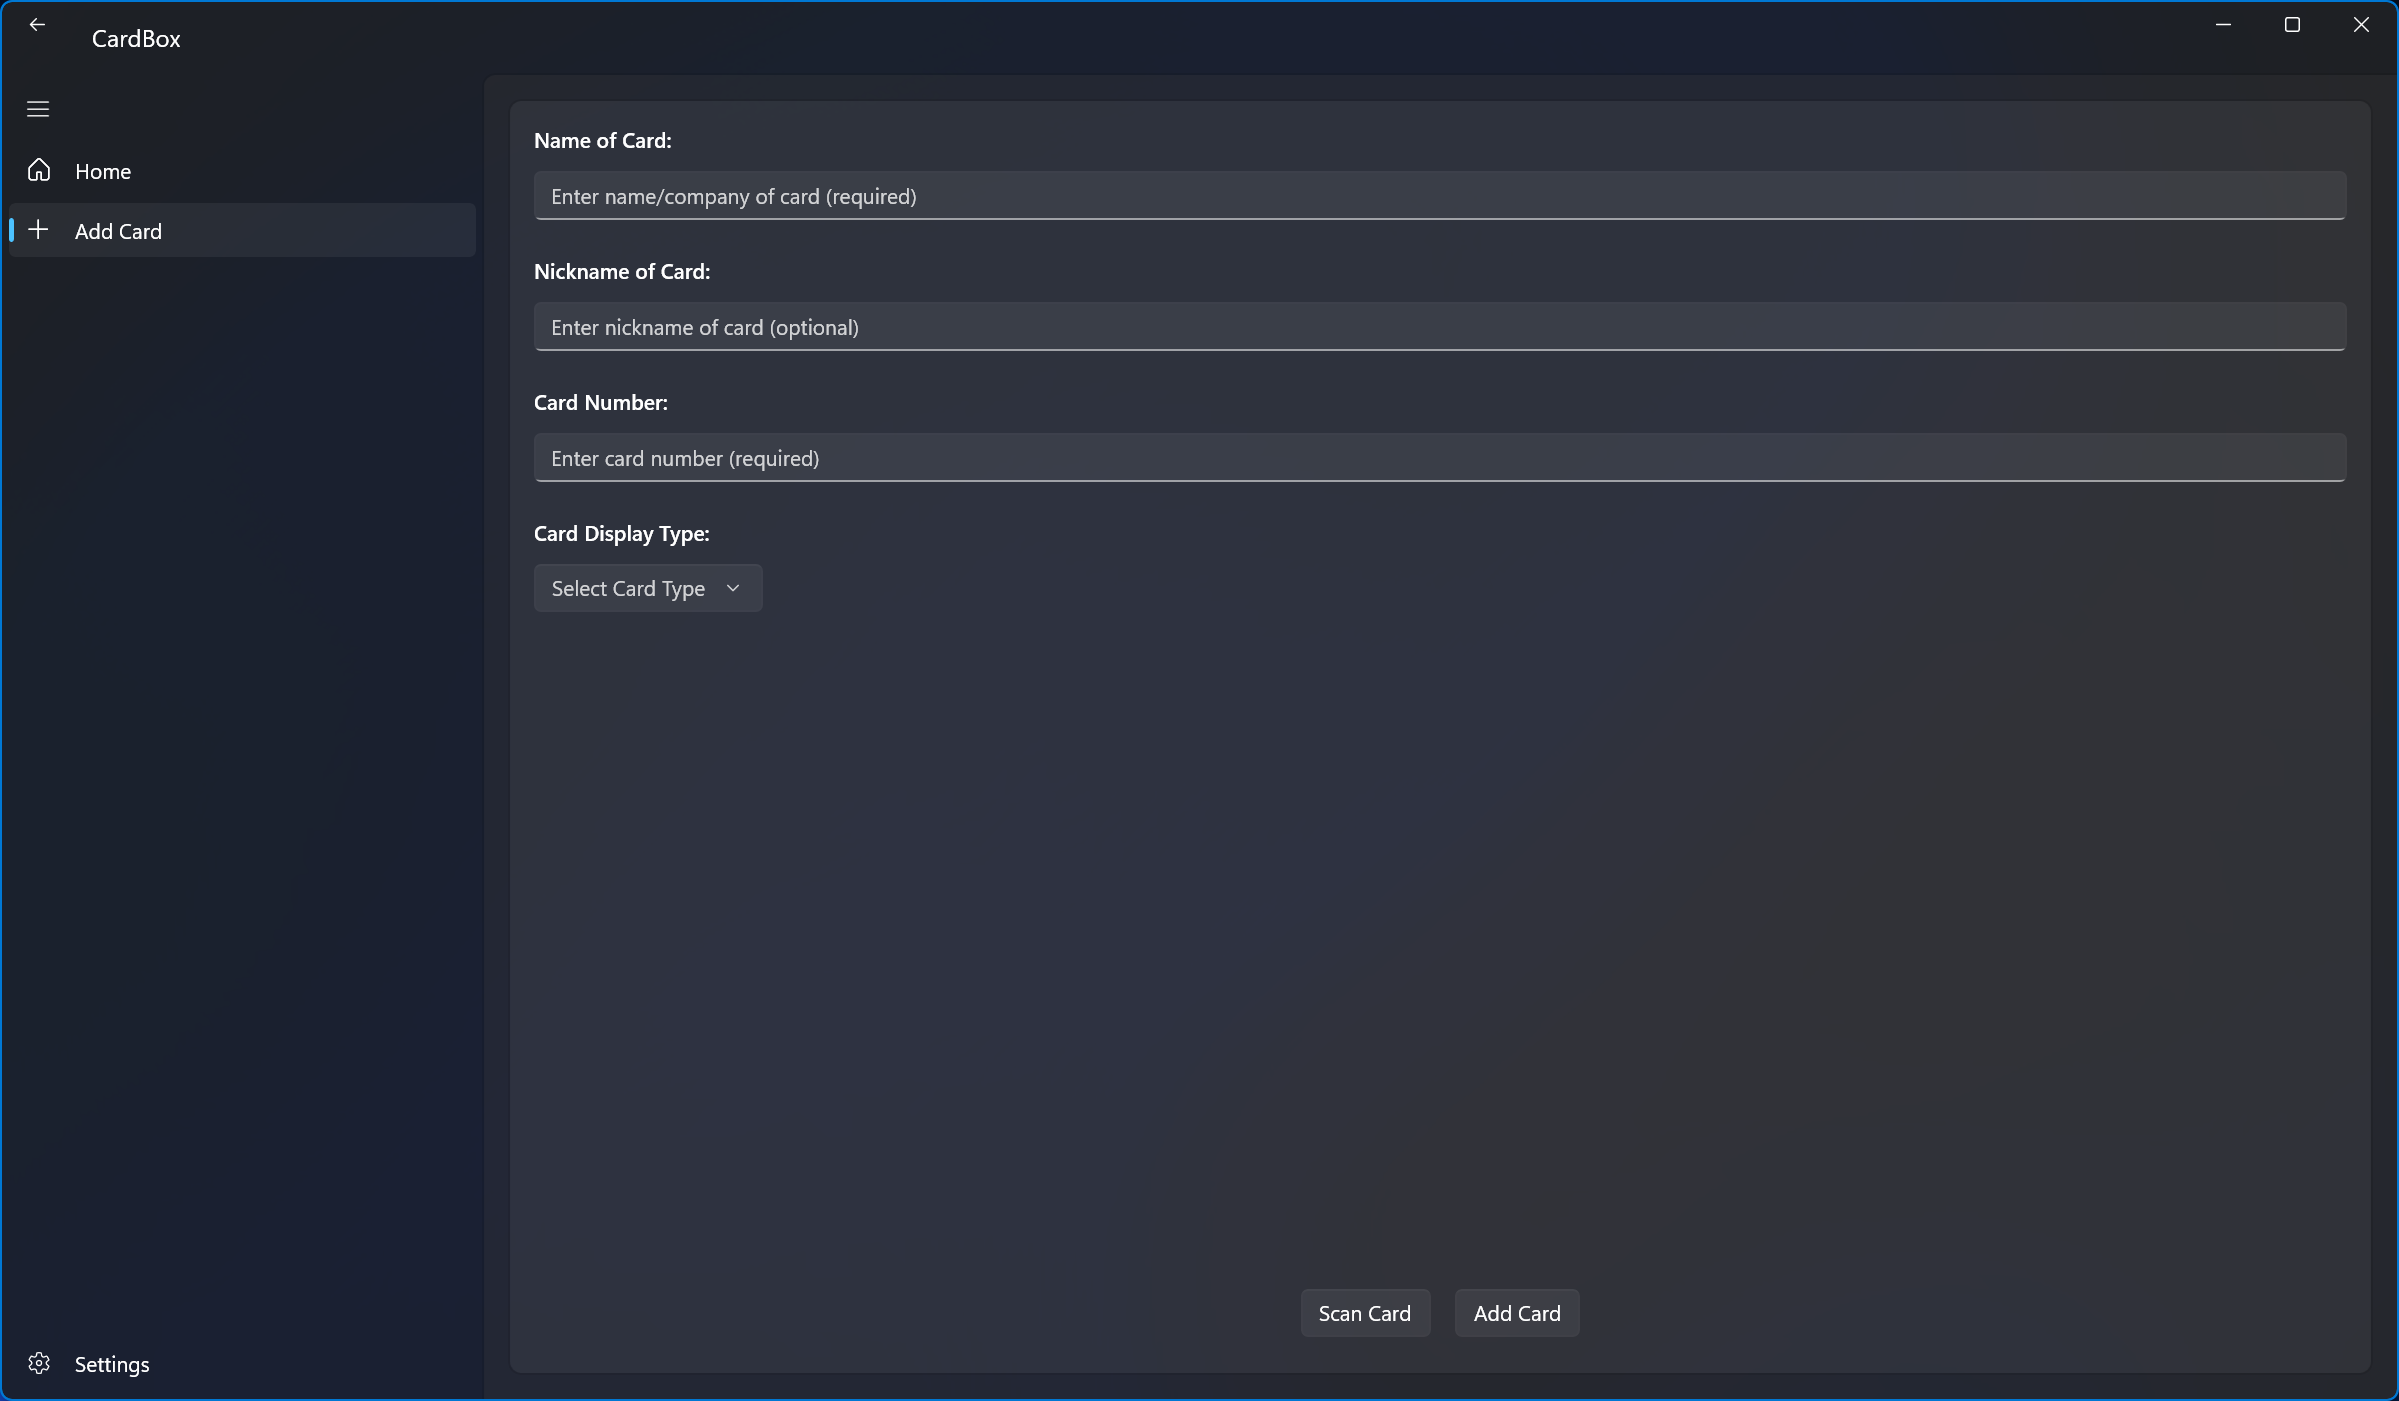 CardBox
Home
Add Card
Name of Card:
Enter name/company of card (required)
Nickname of Card:
Enter nickname of card (optional)
Card Number:
Enter card number (required)
Card Display Type:
Select Card Type
Scan Card
Add Card
Settings